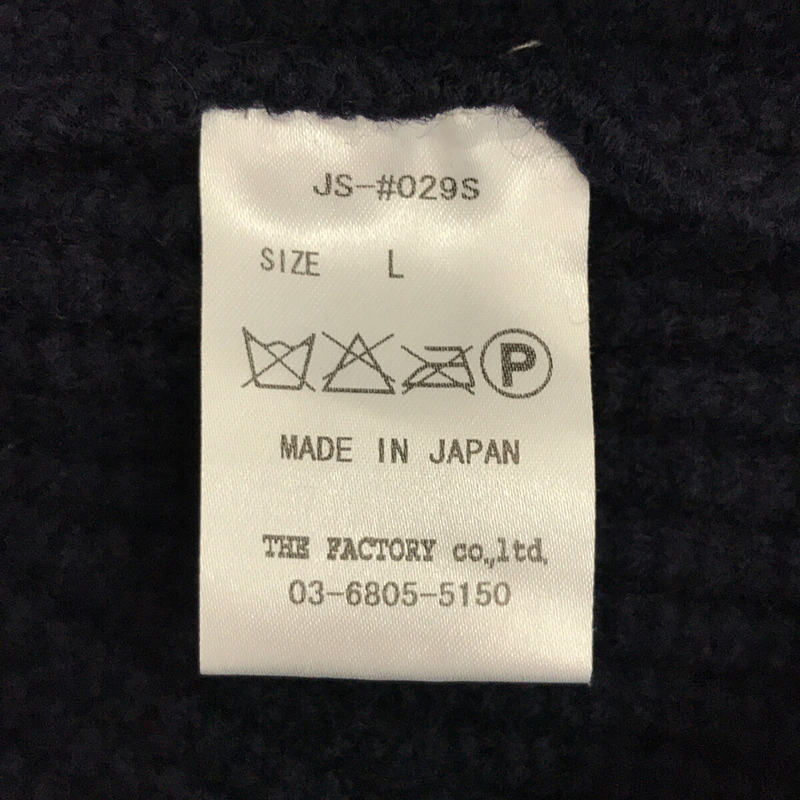 JS-#029S
SIZE L
P
MADE IN JAPAN
THE FACTORY co.,ltd.
03-6805-5150